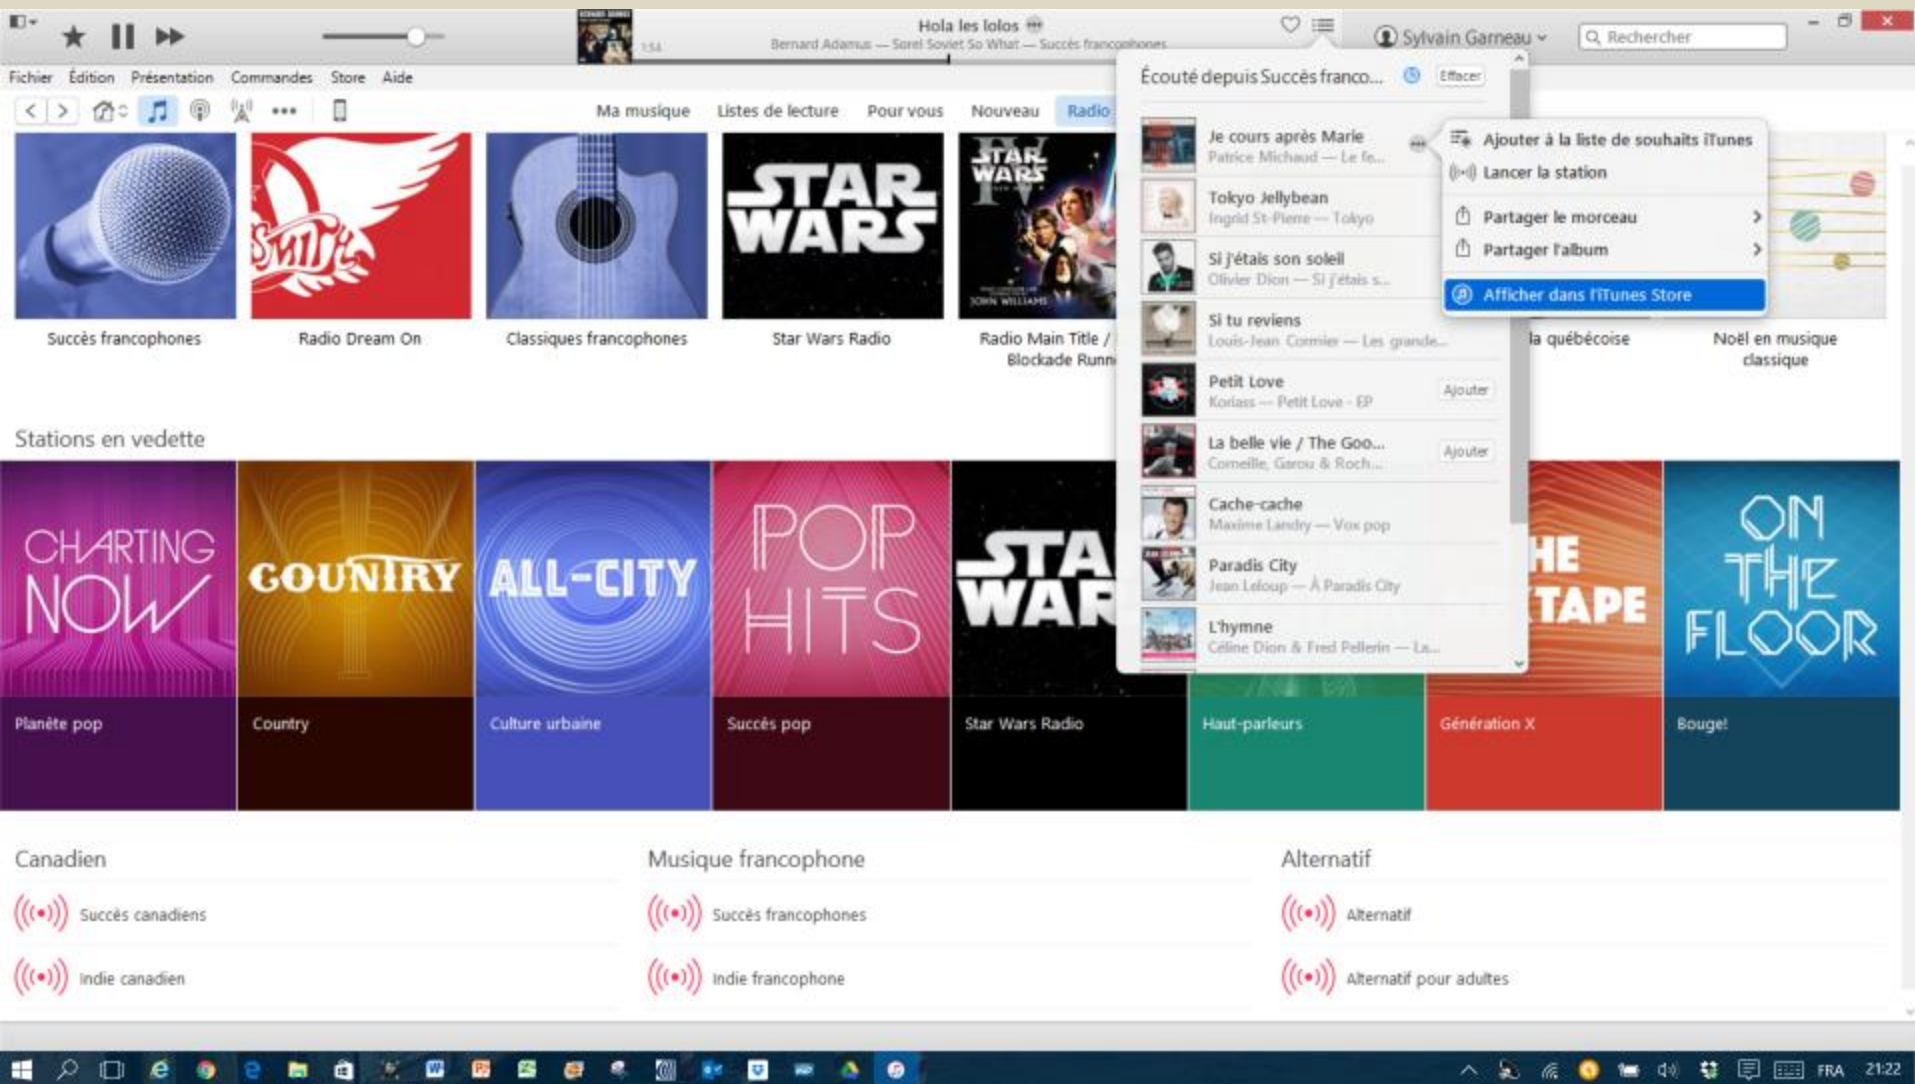 Hola les lolos
Bernard Adamus — Sorel Soviet So What — Succès francophones
1:54
Sylvain Garneau
Rechercher
Fichier Édition Présentation Commandes Store Aide
Ma musique Listes de lecture Pour vous Nouveau Radio
Écouté depuis Succès franco... Effacer
Je cours après Marie
Patrice Michaud — Le fe...
Tokyo Jellybean
Ingrid St-Pierre — Tokyo
Si j'étais son soleil
Olivier Dion — Si j'étais s...
Si tu reviens
Louis-Jean Cormier — Les grande...
Petit Love
Koriass — Petit Love - EP
Ajouter
La belle vie / The Goo...
Corneille, Garou & Roch...
Ajouter
Cache-cache
Maxime Landry — Vox pop
Paradis City
Jean Leloup — À Paradis City
L'hymne
Céline Dion & Fred Pellerin — La...
Ajouter à la liste de souhaits iTunes
Lancer la station
Partager le morceau
Partager l'album
Afficher dans l'iTunes Store
STAR
WARS
STAR
WARS
IV
JOHN WILLIAMS
Succès francophones
Radio Dream On
Classiques francophones
Star Wars Radio
Radio Main Title /
Blockade Runn
la québécoise
Noël en musique
classique
Stations en vedette
CHARTING
NOW
COUNTRY
ALL-CITY
POP
HITS
STA
WAR
HE
TAPE
ON
THE
FLOOR
Planète pop
Country
Culture urbaine
Succès pop
Star Wars Radio
Haut-parleurs
Génération X
Bouge!
Canadien
Succès canadiens
Indie canadien
Musique francophone
Succès francophones
Indie francophone
Alternatif
Alternatif
Alternatif pour adultes
FRA 21:22